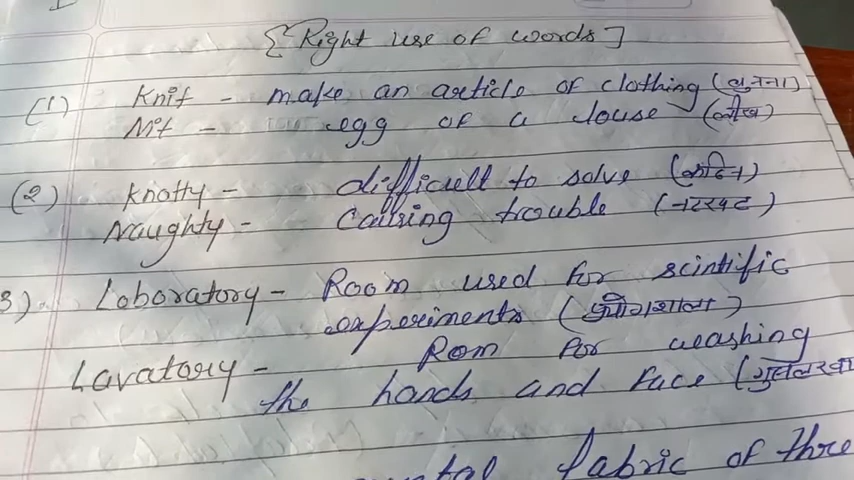 {Right use of words]
(1) Knit - make an article of clothing (बुनना)
Nit - egg of a louse (लीख)
(2) Knotty - difficult to solve (कठिन)
Naughty - Causing trouble (नटखट)
3) Loboratory - Room used for scintific
experiments (प्रयोगशाला)
Lavatory - Rom for washing
the hands and face (गुसलखा
fabric of three